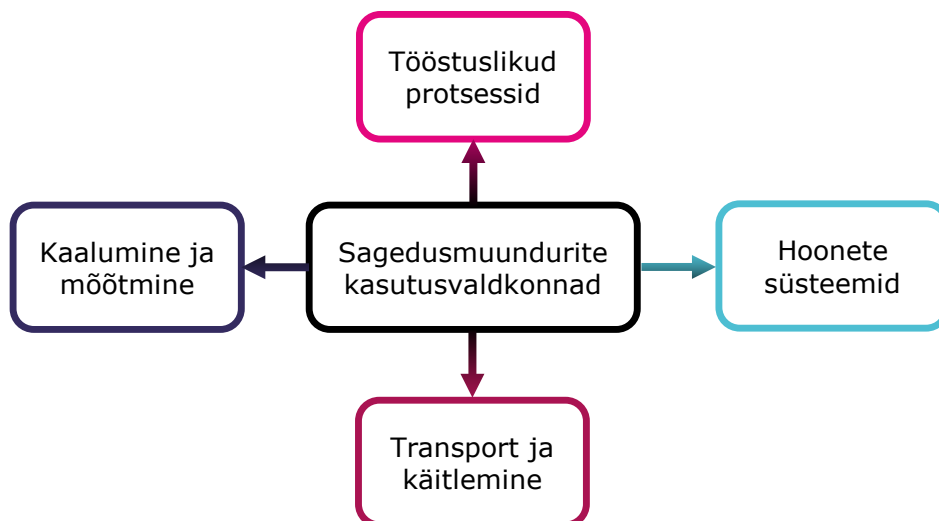 Tööstuslikud
protsessid
Kaalumine ja
mõõtmine
Sagedusmuundurite
kasutusvaldkonnad
Hoonete
süsteemid
Transport ja
käitlemine